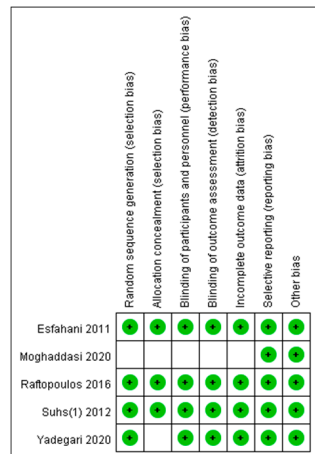 Random sequence generation (selection bias)
Allocation concealment (selection bias)
Blinding of participants and personnel (performance bias)
Blinding of outcome assessment (detection bias)
Incomplete outcome data (attrition bias)
Selective reporting (reporting bias)
Other bias
Esfahani 2011 + + + + + + +
Moghaddasi 2020 + +
Raftopoulos 2016 + + + + + + +
Suhs(1) 2012 + + + + + + +
Yadegari 2020 + + + + + +